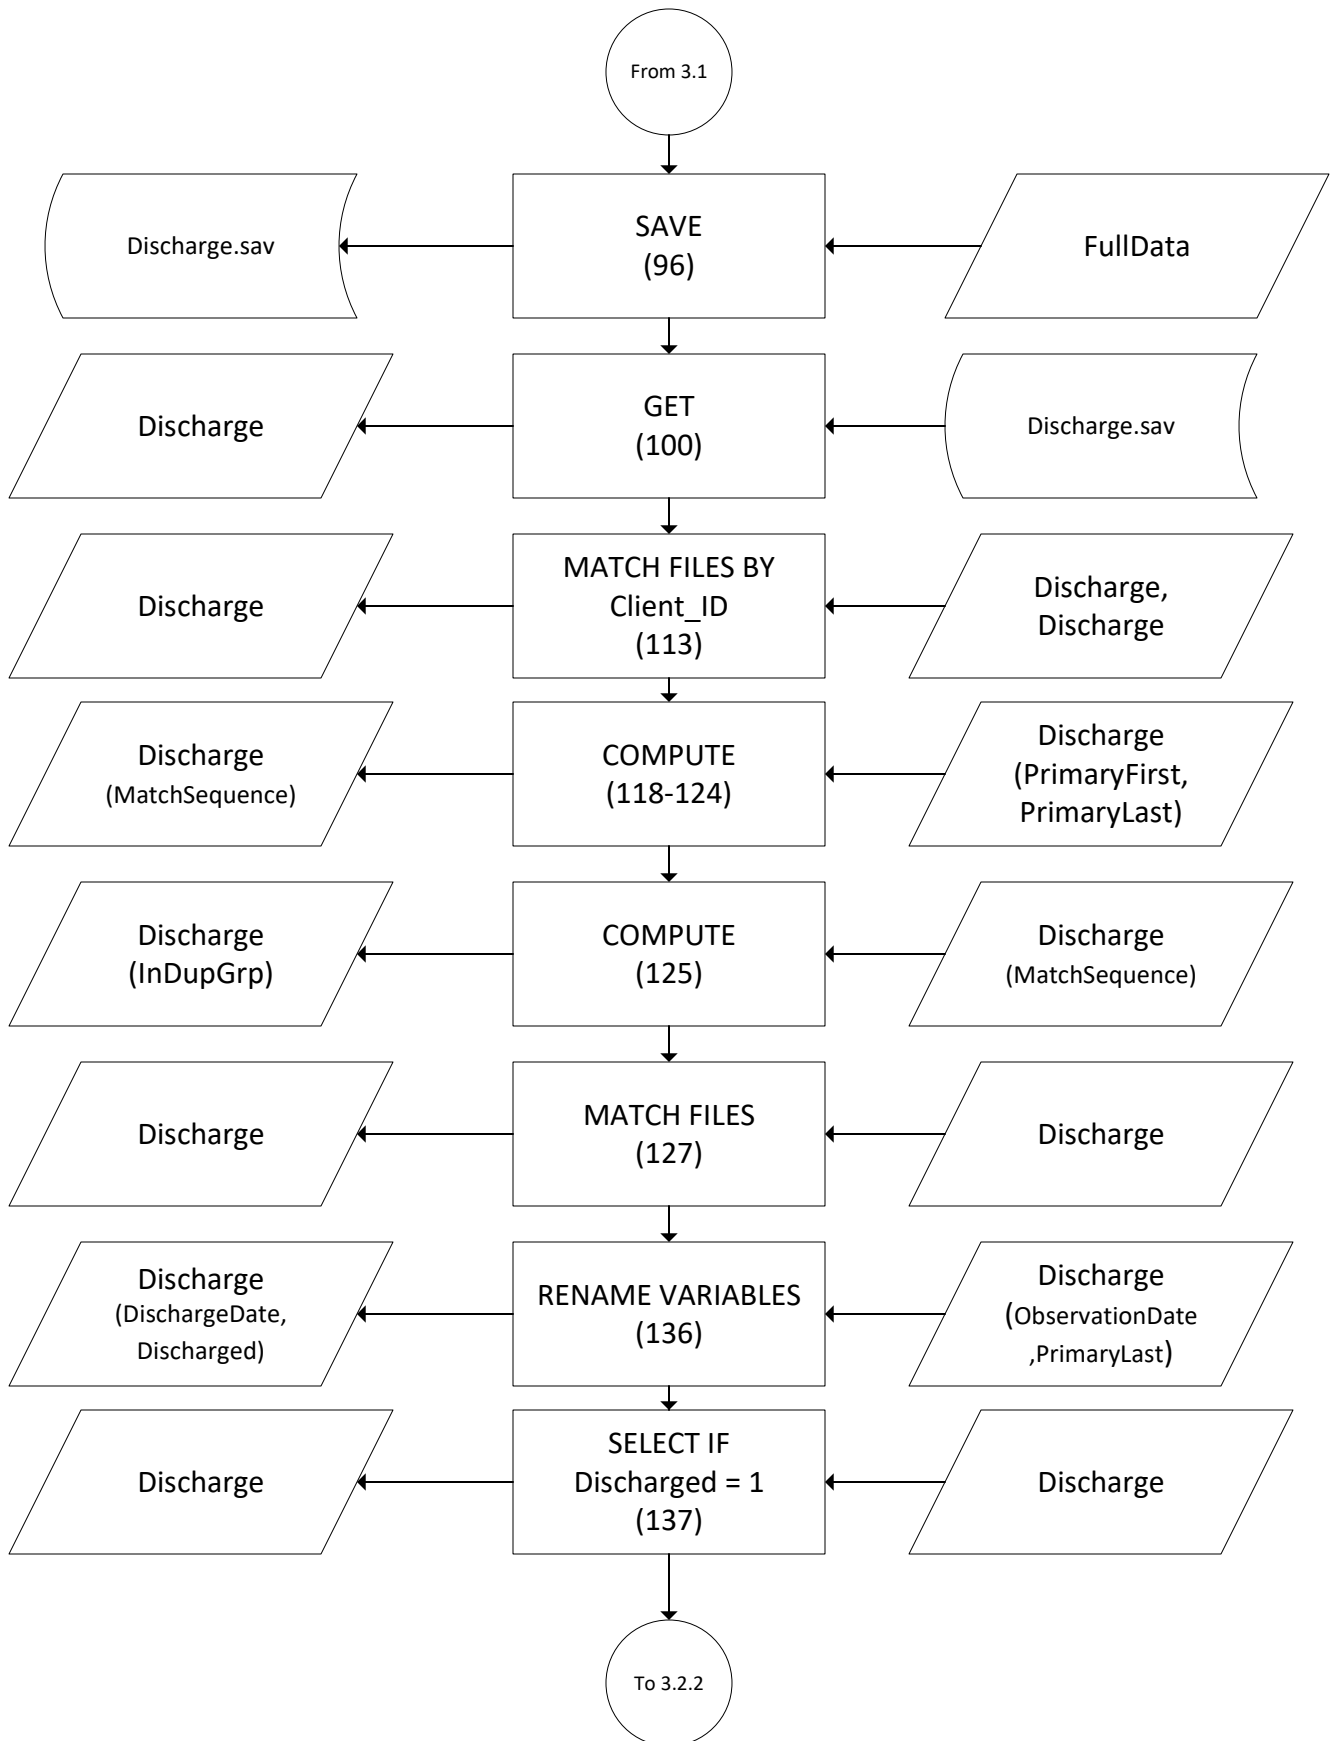 From 3.1
Discharge.sav
SAVE
(96)
FullData
Discharge
GET
(100)
Discharge.sav
Discharge
MATCH FILES BY
Client_ID
(113)
Discharge,
Discharge
Discharge
(MatchSequence)
COMPUTE
(118-124)
Discharge
(PrimaryFirst,
PrimaryLast)
Discharge
(InDupGrp)
COMPUTE
(125)
Discharge
(MatchSequence)
Discharge
MATCH FILES
(127)
Discharge
Discharge
(DischargeDate,
Discharged)
RENAME VARIABLES
(136)
Discharge
(ObservationDate
,PrimaryLast)
Discharge
SELECT IF
Discharged = 1
(137)
Discharge
To 3.2.2